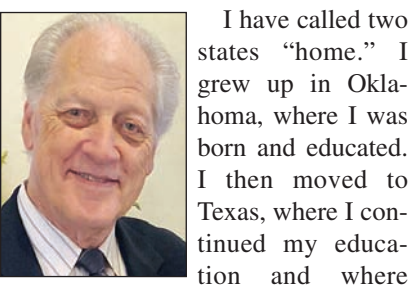 I have called two
states “home.” I
grew up in Okla-
homa, where I was
born and educated.
I then moved to
Texas, where I con-
tinued my educa-
tion and where